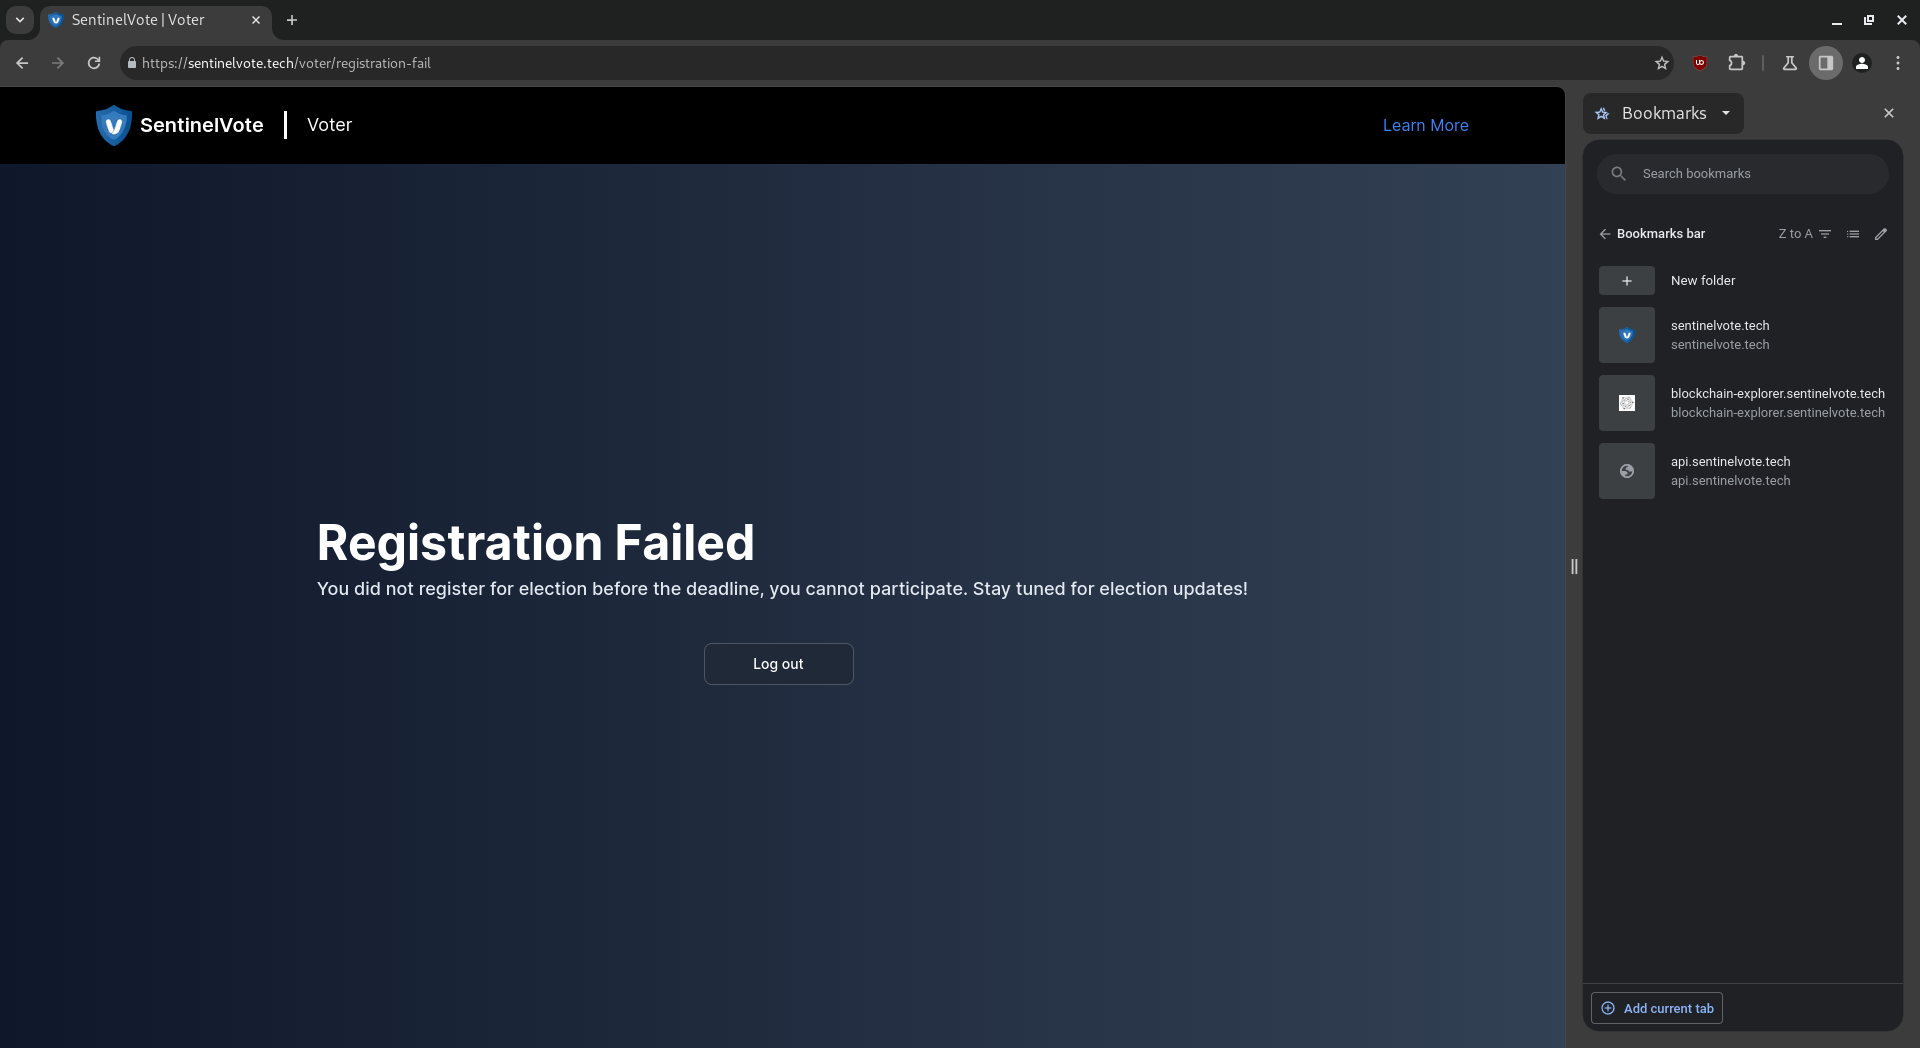 SentinelVote | Voter
https://sentinelvote.tech/voter/registration-fail
SentinelVote | Voter
Learn More
Registration Failed
You did not register for election before the deadline, you cannot participate. Stay tuned for election updates!
Log out
Bookmarks
Search bookmarks
Bookmarks bar
Z to A
New folder
sentinelvote.tech
sentinelvote.tech
blockchain-explorer.sentinelvote.tech
blockchain-explorer.sentinelvote.tech
api.sentinelvote.tech
api.sentinelvote.tech
Add current tab